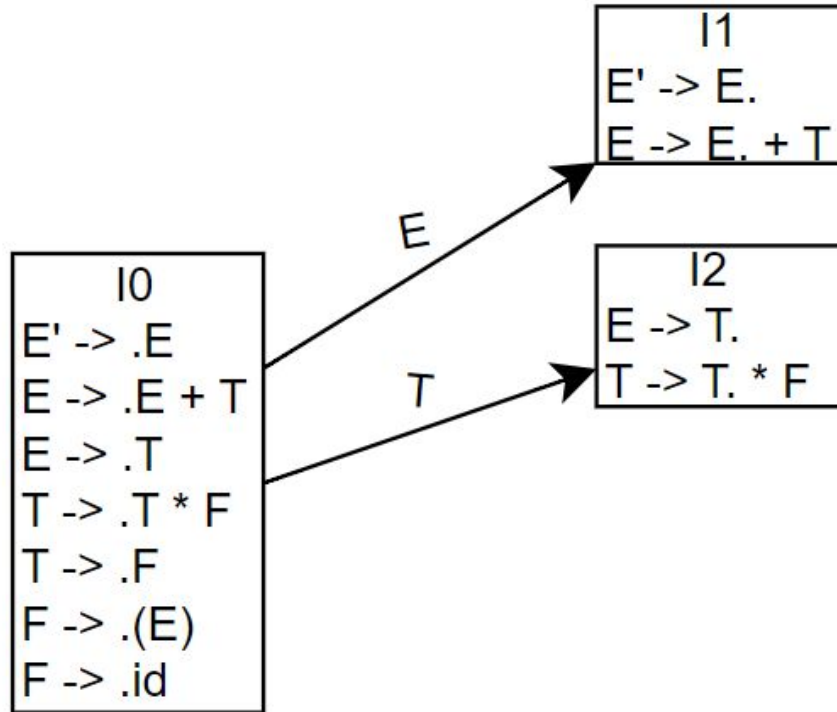 I1
E' -> E.
E -> E. + T
E
I2
E -> T.
T -> T. * F
T
I0
E' -> .E
E -> .E + T
E -> .T
T -> .T * F
T -> .F
F -> .(E)
F -> .id